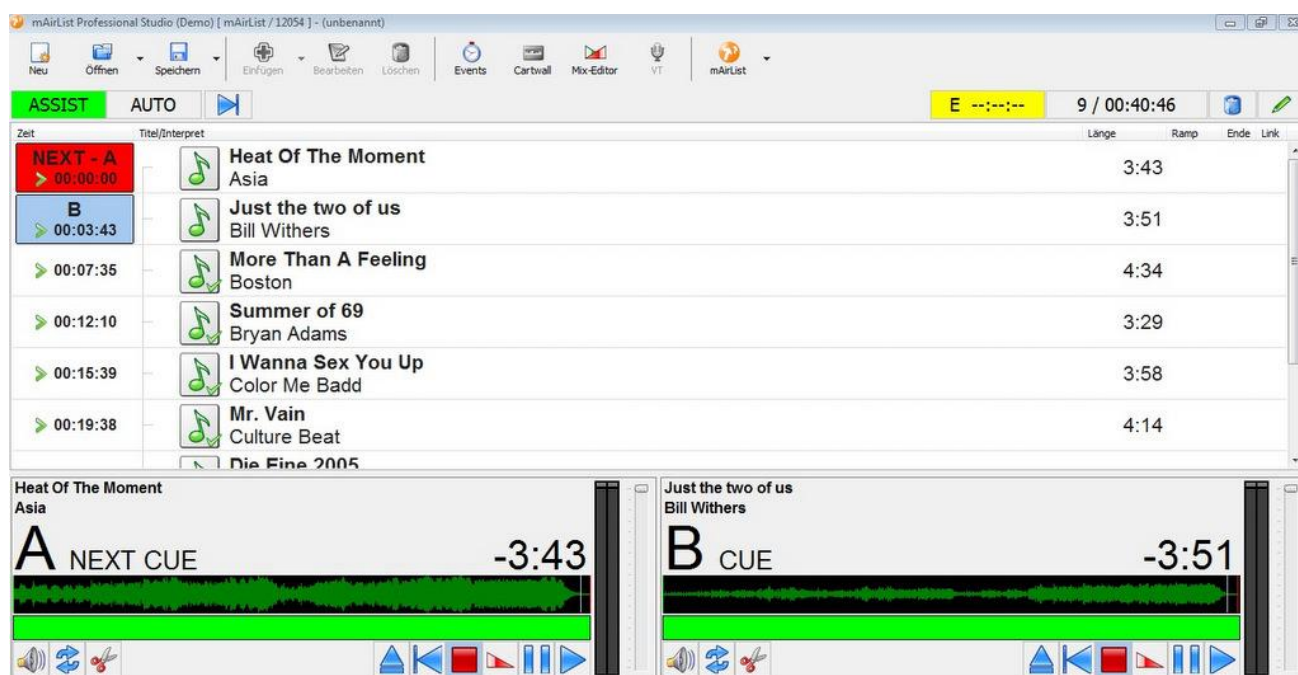 mAirList Professional Studio (Demo) [ mAirList / 12054 ] - (unbenannt)
Neu Öffnen Speichern Einfügen Bearbeiten Löschen Events Cartwall Mix-Editor VT mAirList
ASSIST AUTO E --:--:-- 9 / 00:40:46
Zeit Titel/Interpret Länge Ramp Ende Link
NEXT - A Heat Of The Moment
00:00:00 Asia 3:43
B Just the two of us
00:03:43 Bill Withers 3:51
More Than A Feeling
00:07:35 Boston 4:34
Summer of 69
00:12:10 Bryan Adams 3:29
I Wanna Sex You Up
00:15:39 Color Me Badd 3:58
Mr. Vain
00:19:38 Culture Beat 4:14
Die Eine 2005
Heat Of The Moment
Asia
A NEXT CUE -3:43
Just the two of us
Bill Withers
B CUE -3:51